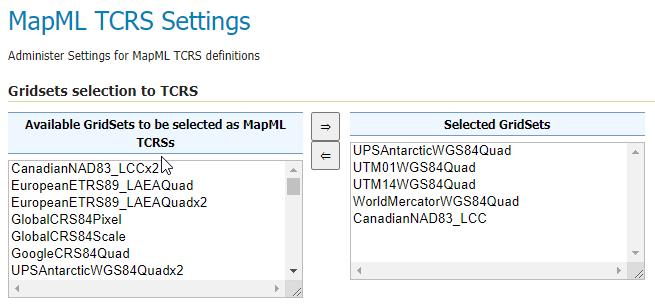 MapML TCRS Settings
Administer Settings for MapML TCRS definitions
Gridsets selection to TCRS
Available GridSets to be selected as MapML
TCRSs
CanadianNAD83_LCCx2
EuropeanETRS89_LAEAQuad
EuropeanETRS89_LAEAQuadx2
GlobalCRS84Pixel
GlobalCRS84Scale
GoogleCRS84Quad
UPSAntarcticWGS84Quadx2
⇒
⇐
Selected GridSets
UPSAntarcticWGS84Quad
UTM01WGS84Quad
UTM14WGS84Quad
WorldMercatorWGS84Quad
CanadianNAD83_LCC